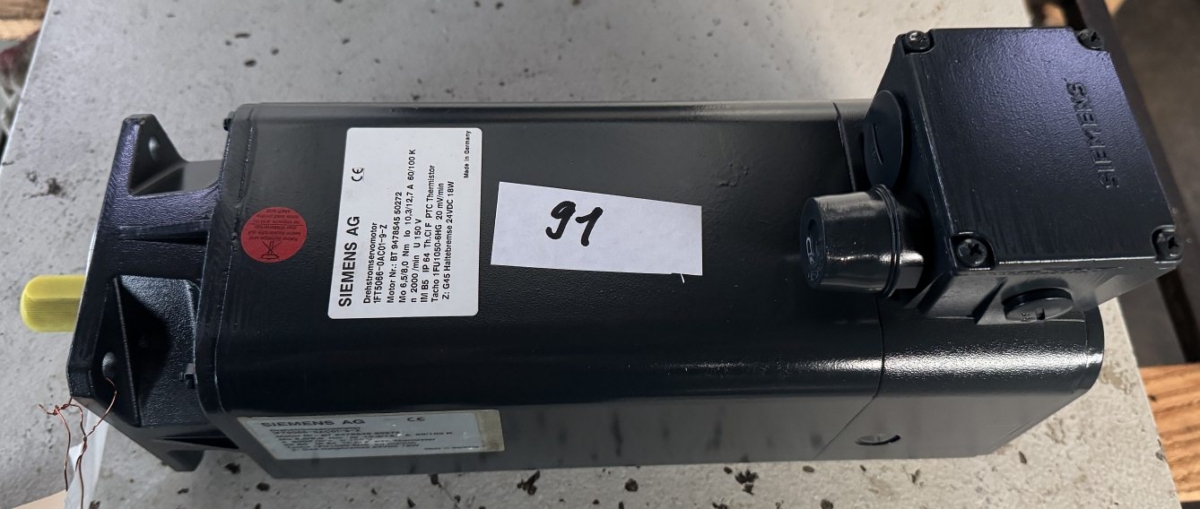 SIEMENS AG
CE
Drehstromservomotor
1FT5066-0AC01-9-Z
Motor Nr.: BT 9478545 50272
Mo 6,5/8,0 Nm Io 10,3/12,7 A 60/100 K
n 2000 /min U 150 V
IM B5 IP 64 Th.Cl F PTC Thermistor
Tacho 1FU1050-6HG 20 mV/min
Z: G45 Haltebremse 24VDC 18W
Made in Germany
91
SIEMENS
SIEMENS AG
CE